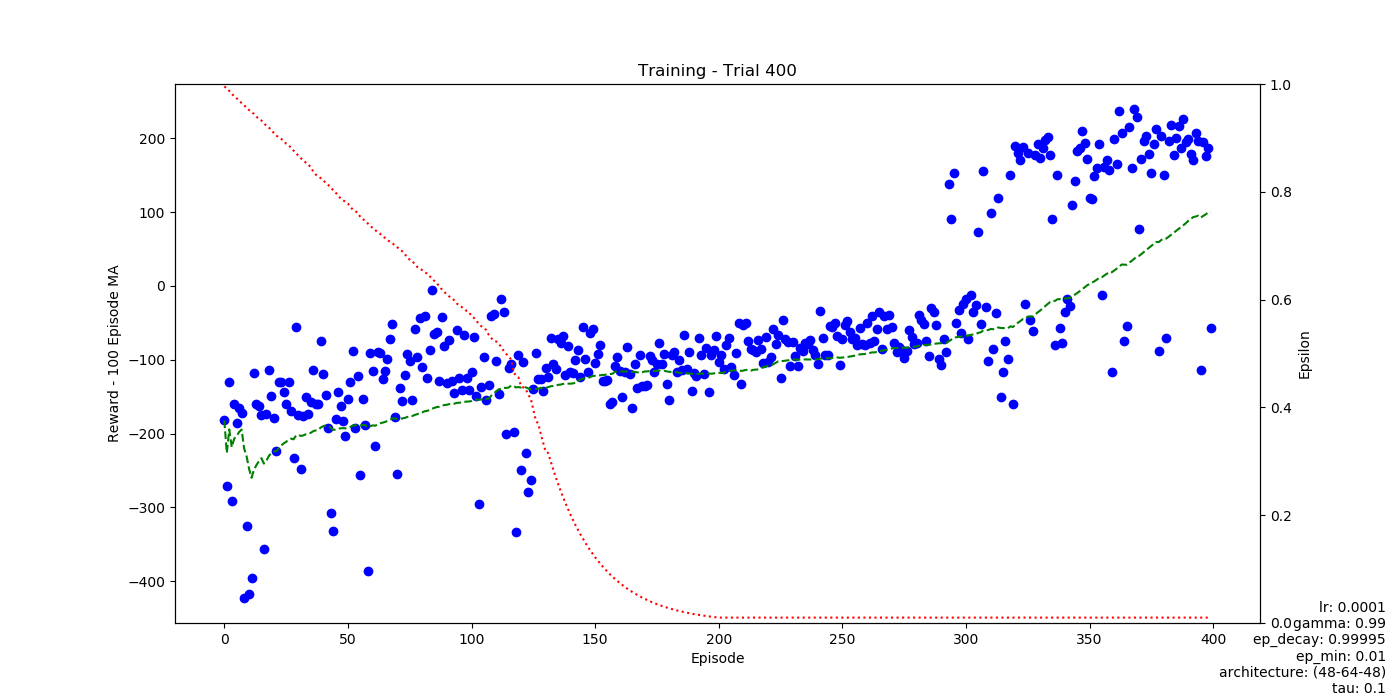 Training - Trial 400
Reward - 100 Episode MA
200
100
0
−100
−200
−300
−400
0
50
100
150
200
250
300
350
400
Episode
1.0
0.8
0.6
0.4
0.2
0.0
Epsilon
lr: 0.0001
gamma: 0.99
ep_decay: 0.99995
ep_min: 0.01
architecture: (48-64-48)
tau: 0.1